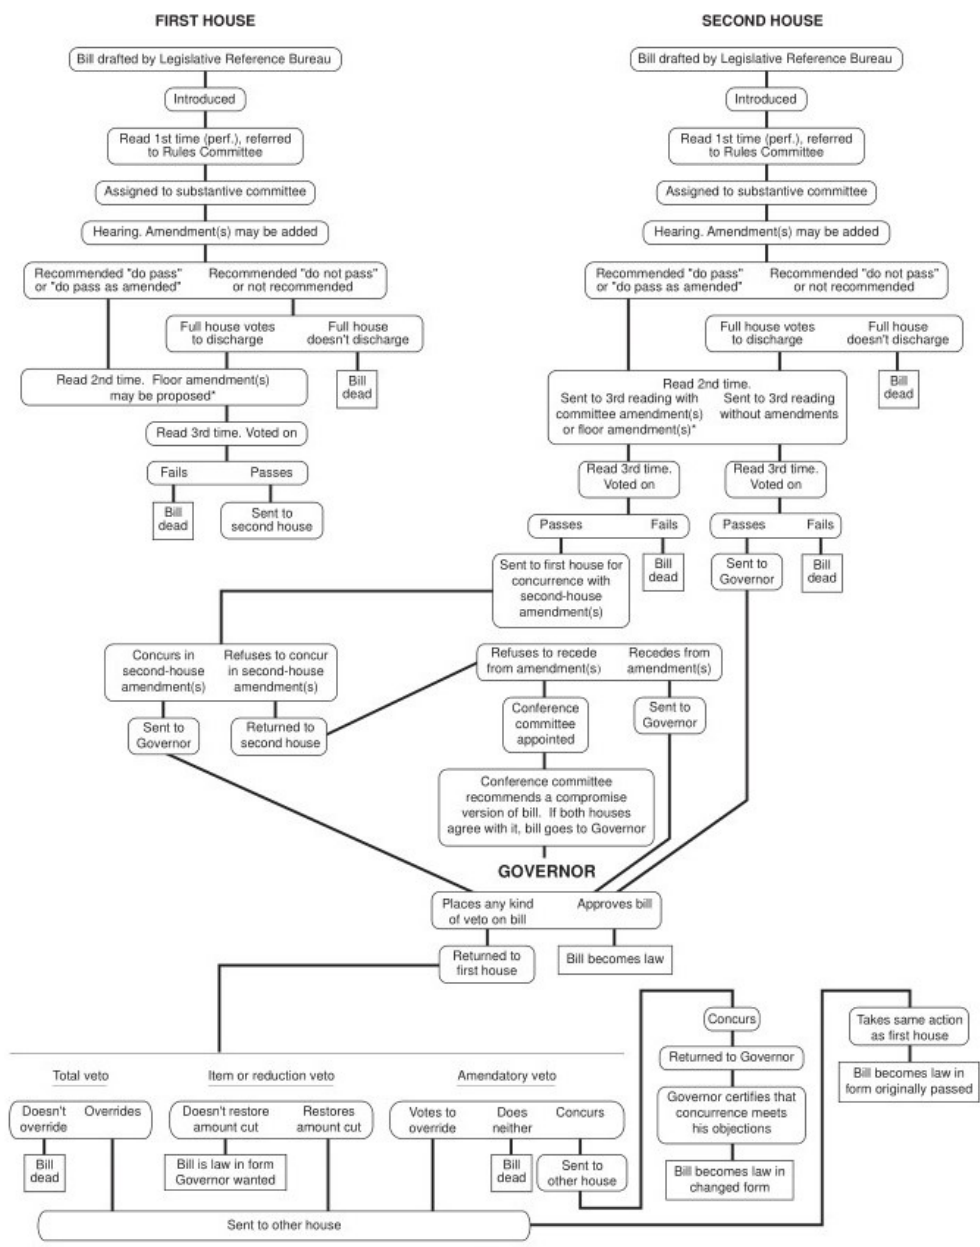 FIRST HOUSE
Bill drafted by Legislative Reference Bureau
Introduced
Read 1st time (perf.), referred
to Rules Committee
Assigned to substantive committee
Hearing. Amendment(s) may be added
Recommended "do pass"
or "do pass as amended"
Recommended "do not pass"
or not recommended
Full house votes
to discharge
Full house
doesn't discharge
Bill
dead
Read 2nd time. Floor amendment(s)
may be proposed*
Read 3rd time. Voted on
Fails
Passes
Bill
dead
Sent to
second house
SECOND HOUSE
Bill drafted by Legislative Reference Bureau
Introduced
Read 1st time (perf.), referred
to Rules Committee
Assigned to substantive committee
Hearing. Amendment(s) may be added
Recommended "do pass"
or "do pass as amended"
Recommended "do not pass"
or not recommended
Full house votes
to discharge
Full house
doesn't discharge
Bill
dead
Read 2nd time.
Sent to 3rd reading with
committee amendment(s)
or floor amendment(s)*
Sent to 3rd reading
without amendments
Read 3rd time.
Voted on
Read 3rd time.
Voted on
Passes
Fails
Passes
Fails
Sent to first house for
concurrence with
second-house
amendment(s)
Bill
dead
Sent to
Governor
Bill
dead
Concurs in
second-house
amendment(s)
Refuses to concur
in second-house
amendment(s)
Sent to
Governor
Returned to
second house
Refuses to recede
from amendment(s)
Recedes from
amendment(s)
Conference
committee
appointed
Sent to
Governor
Conference committee
recommends a compromise
version of bill. If both houses
agree with it, bill goes to Governor
GOVERNOR
Places any kind
of veto on bill
Approves bill
Returned to
first house
Bill becomes law
Total veto
Item or reduction veto
Amendatory veto
Doesn't
override
Overrides
Bill
dead
Doesn't restore
amount cut
Restores
amount cut
Bill is law in form
Governor wanted
Votes to
override
Does
neither
Concurs
Bill
dead
Sent to
other house
Sent to other house
Concurs
Returned to Governor
Governor certifies that
concurrence meets
his objections
Bill becomes law in
changed form
Takes same action
as first house
Bill becomes law in
form originally passed